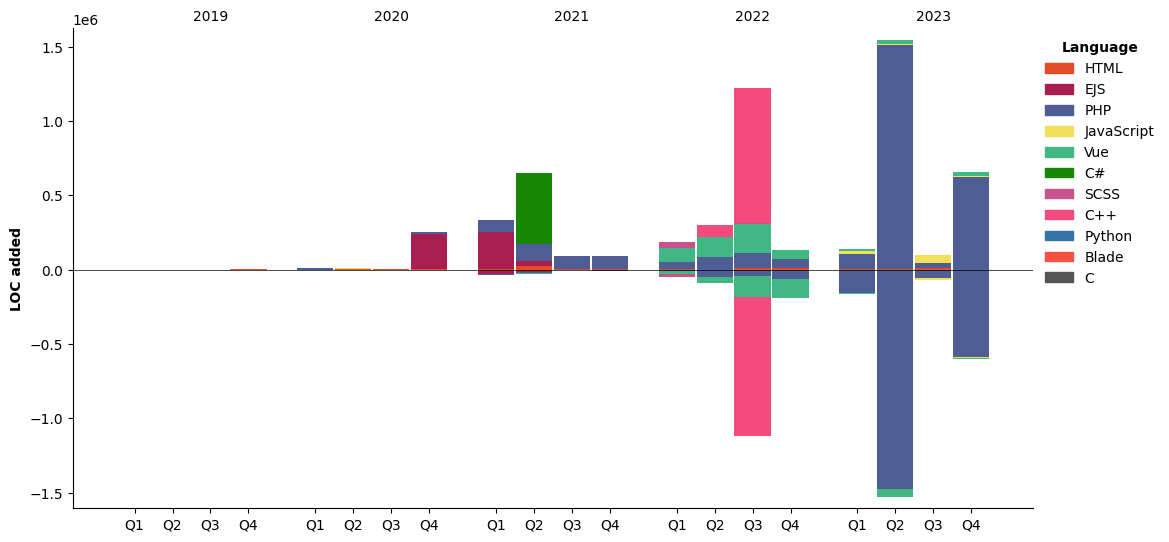 1e6
2019 2020 2021 2022 2023
LOC added
1.5
1.0
0.5
0.0
−0.5
−1.0
−1.5
Q1 Q2 Q3 Q4 Q1 Q2 Q3 Q4 Q1 Q2 Q3 Q4 Q1 Q2 Q3 Q4 Q1 Q2 Q3 Q4
Language
HTML
EJS
PHP
JavaScript
Vue
C#
SCSS
C++
Python
Blade
C